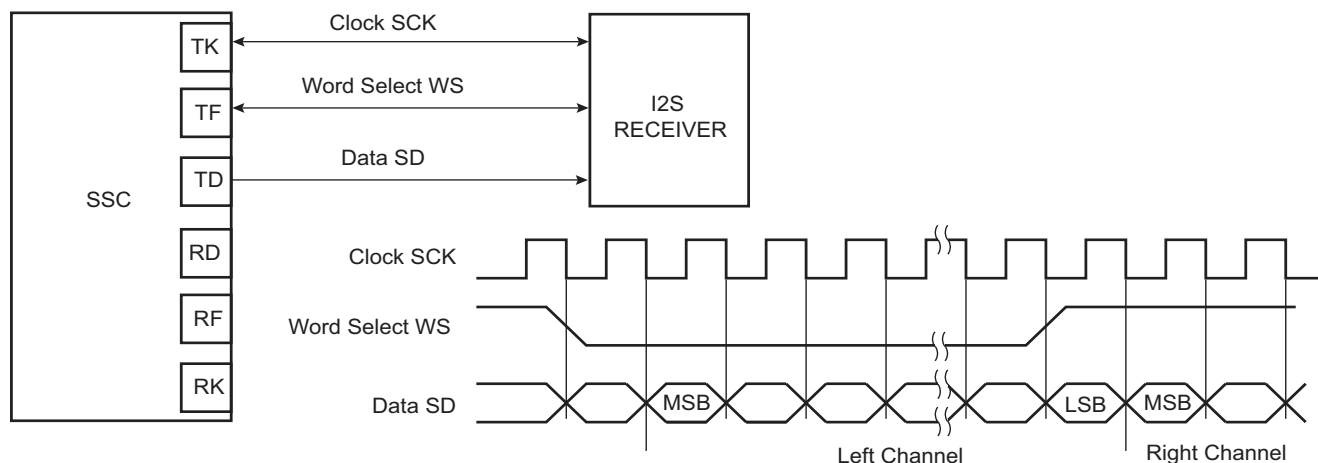 SSC
TK
TF
TD
RD
RF
RK
Clock SCK
Word Select WS
Data SD
I2S
RECEIVER
Clock SCK
Word Select WS
Data SD
MSB
LSB
MSB
Left Channel
Right Channel